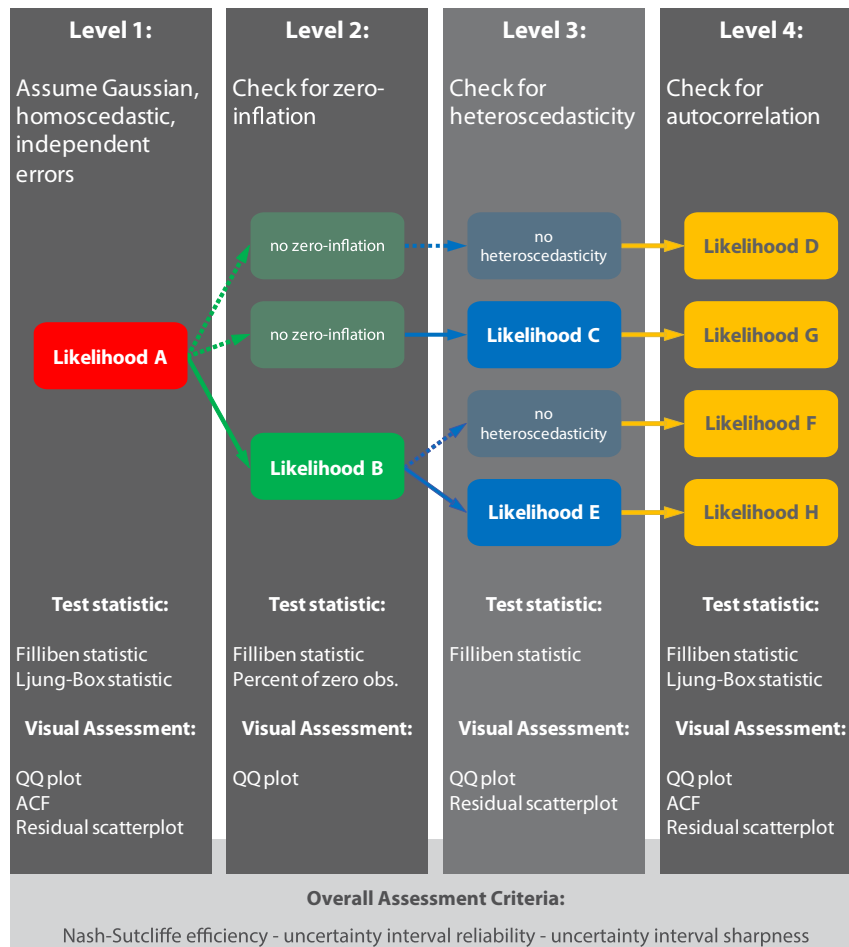 Level 1:
Assume Gaussian,
homoscedastic,
independent
errors
Likelihood A
Test statistic:
Filliben statistic
Ljung-Box statistic
Visual Assessment:
QQ plot
ACF
Residual scatterplot
Level 2:
Check for zero-
inflation
no zero-inflation
no zero-inflation
Likelihood B
Test statistic:
Filliben statistic
Percent of zero obs.
Visual Assessment:
QQ plot
Level 3:
Check for
heteroscedasticity
no
heteroscedasticity
Likelihood C
no
heteroscedasticity
Likelihood E
Test statistic:
Filliben statistic
Visual Assessment:
QQ plot
Residual scatterplot
Level 4:
Check for
autocorrelation
Likelihood D
Likelihood G
Likelihood F
Likelihood H
Test statistic:
Filliben statistic
Ljung-Box statistic
Visual Assessment:
QQ plot
ACF
Residual scatterplot
Overall Assessment Criteria:
Nash-Sutcliffe efficiency - uncertainty interval reliability - uncertainty interval sharpness